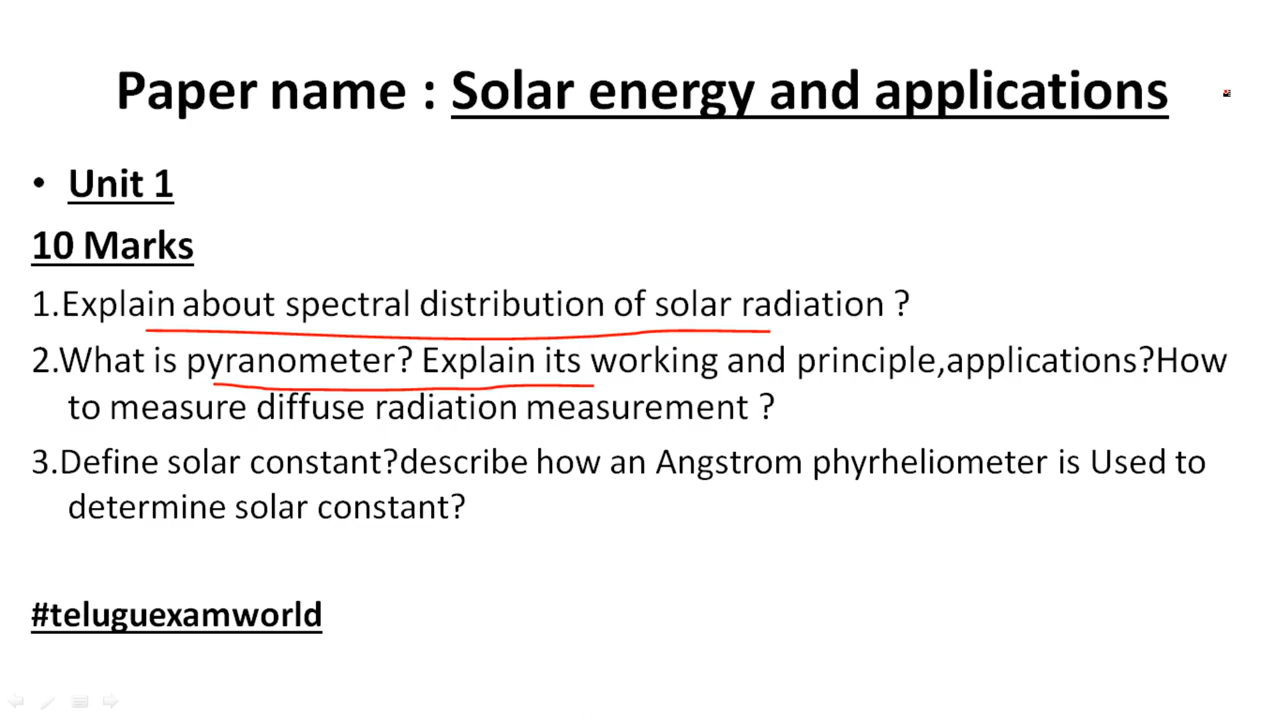 Paper name : Solar energy and applications
• Unit 1
10 Marks
1.Explain about spectral distribution of solar radiation ?
2.What is pyranometer? Explain its working and principle,applications?How
to measure diffuse radiation measurement ?
3.Define solar constant?describe how an Angstrom phyrheliometer is Used to
determine solar constant?
#teluguexamworld